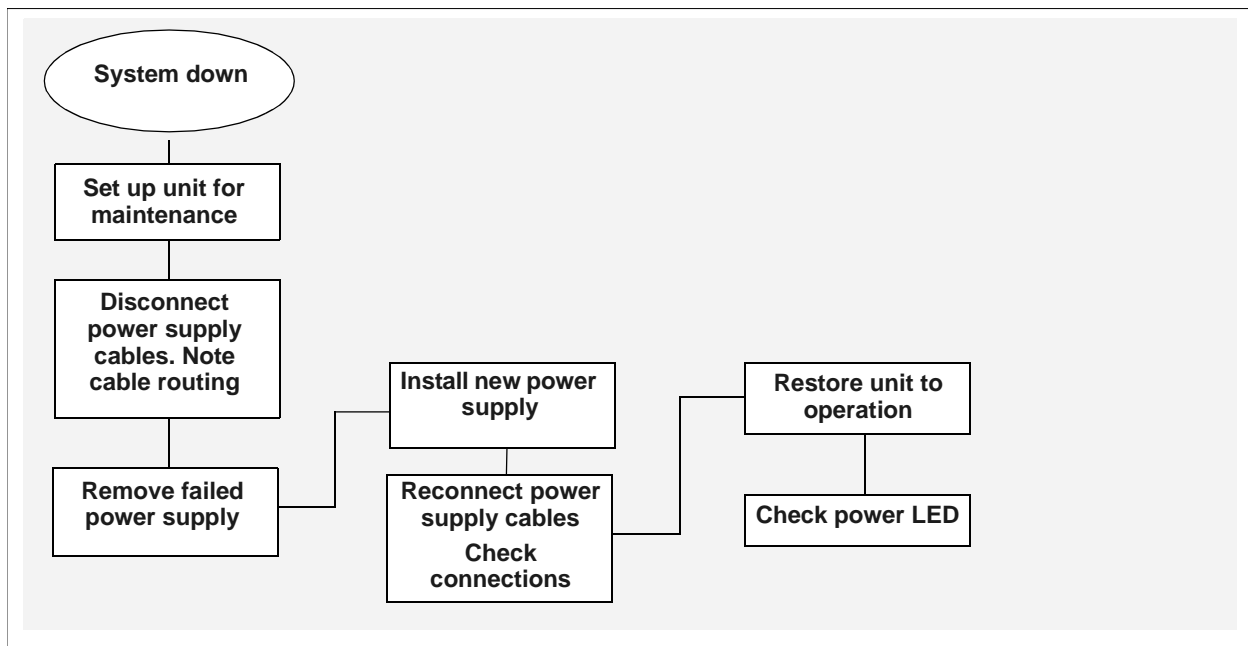 System down
Set up unit for
maintenance
Disconnect
power supply
cables. Note
cable routing
Remove failed
power supply
Install new power
supply
Reconnect power
supply cables
Check
connections
Restore unit to
operation
Check power LED